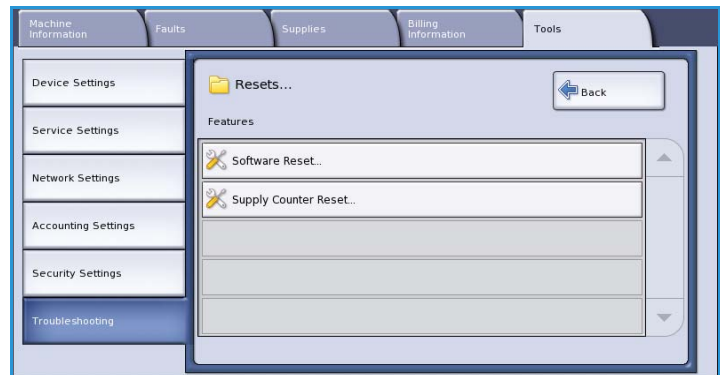 Machine
Information
Faults
Supplies
Billing
Information
Tools
Device Settings
Service Settings
Network Settings
Accounting Settings
Security Settings
Troubleshooting
Resets...
Back
Features
Software Reset...
Supply Counter Reset...